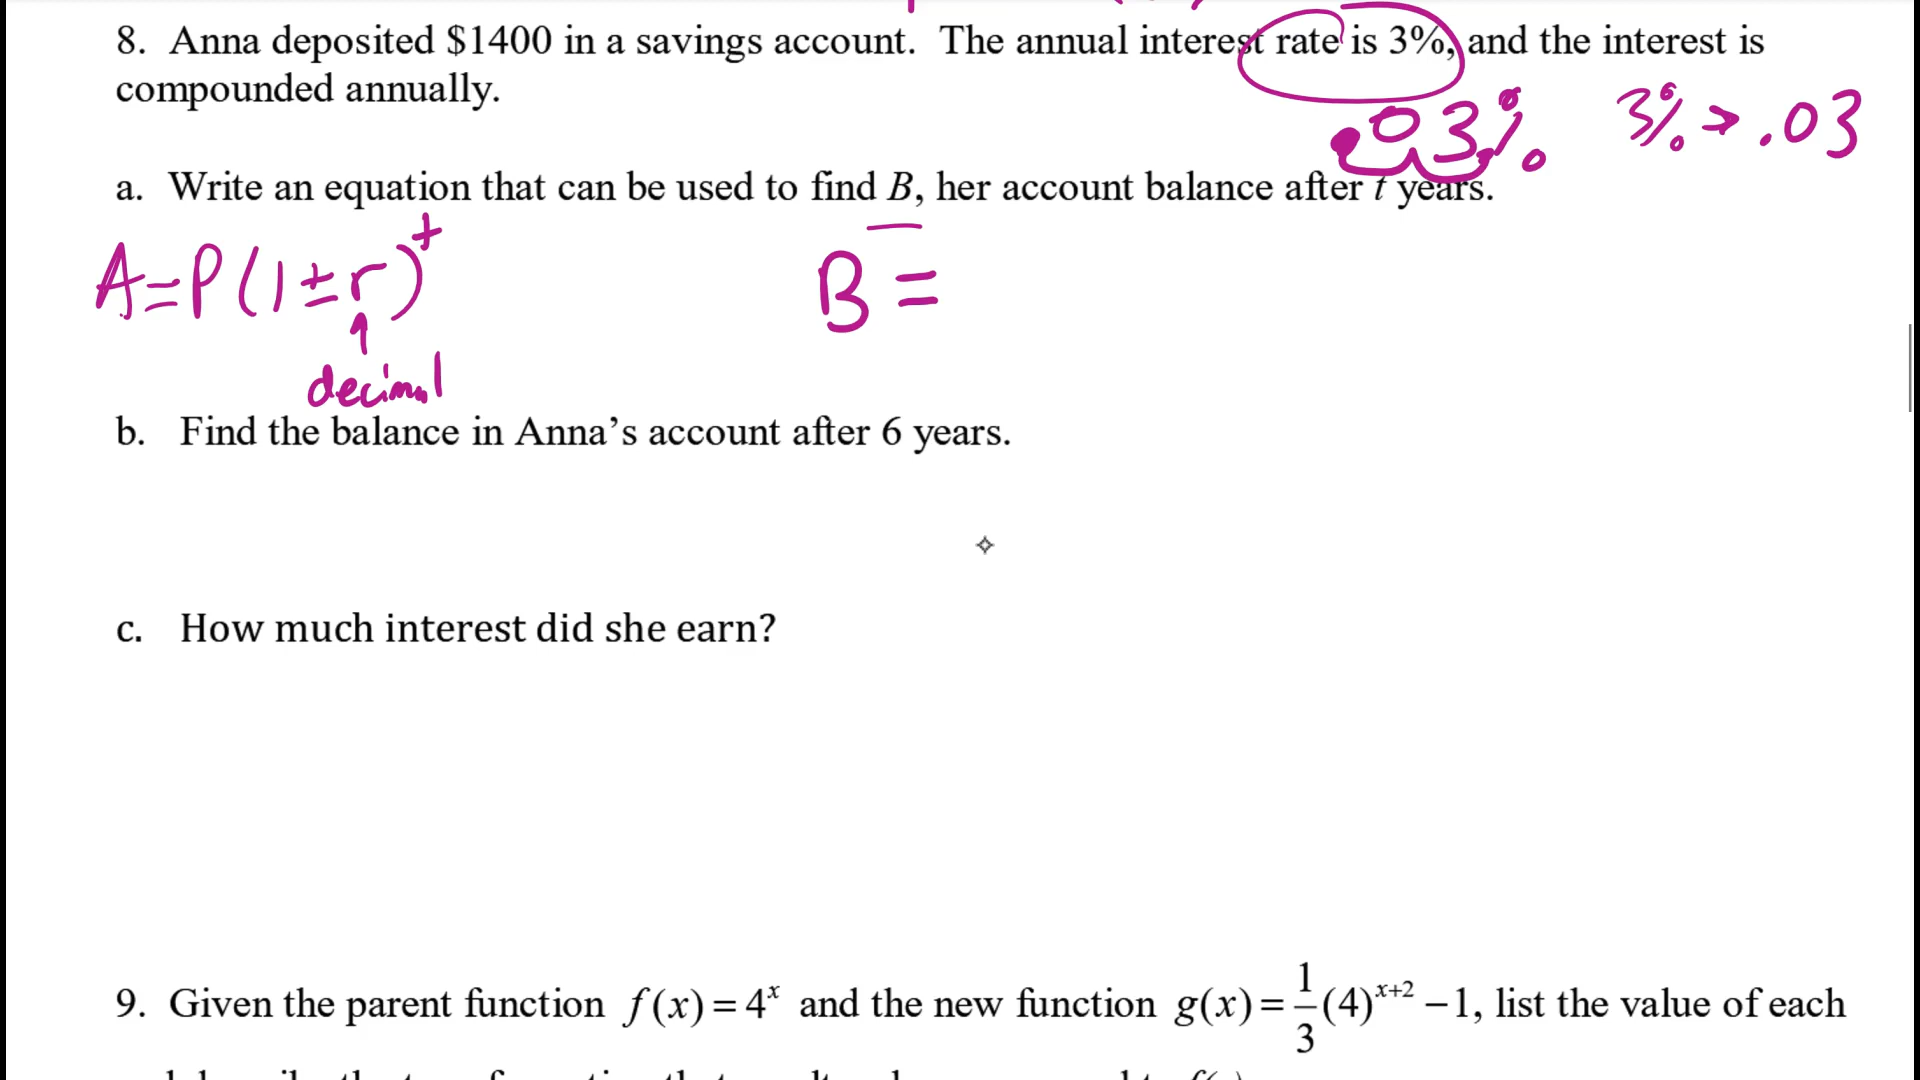 8. Anna deposited $1400 in a savings account. The annual interest rate is 3%, and the interest is
compounded annually.
.03% 3% → .03
a. Write an equation that can be used to find B, her account balance after t years.
A=P(1±r)^t B =
decimal
b. Find the balance in Anna’s account after 6 years.
c. How much interest did she earn?
9. Given the parent function f(x)=4^x and the new function g(x)=1/3(4)^{x+2} −1, list the value of each